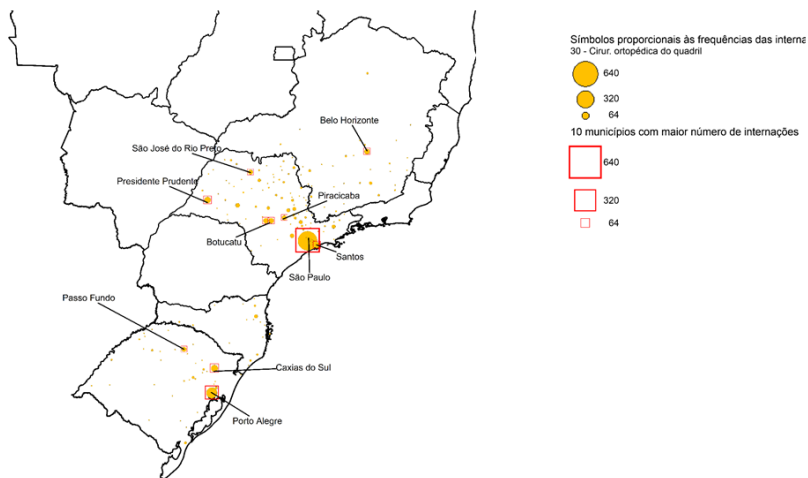 Símbolos proporcionais às frequências das interna
30 - Cirur. ortopédica do quadril
640
320
64
10 municípios com maior número de internações
640
320
64
Belo Horizonte
São José do Rio Preto
Presidente Prudente
Piracicaba
Botucatu
Santos
São Paulo
Passo Fundo
Caxias do Sul
Porto Alegre